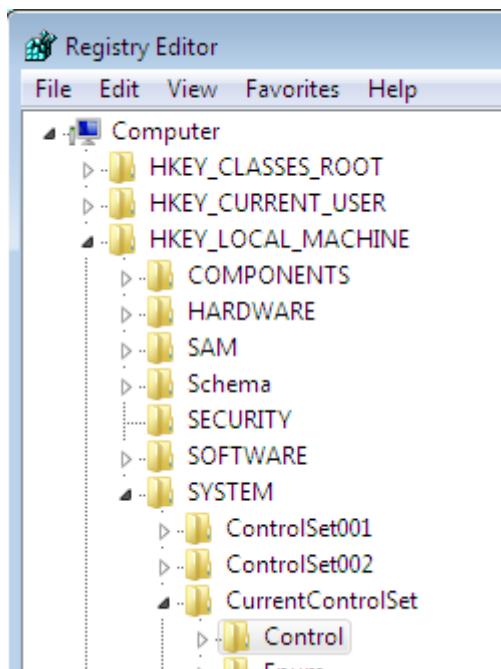 Registry Editor
File Edit View Favorites Help
Computer
HKEY_CLASSES_ROOT
HKEY_CURRENT_USER
HKEY_LOCAL_MACHINE
COMPONENTS
HARDWARE
SAM
Schema
SECURITY
SOFTWARE
SYSTEM
ControlSet001
ControlSet002
CurrentControlSet
Control